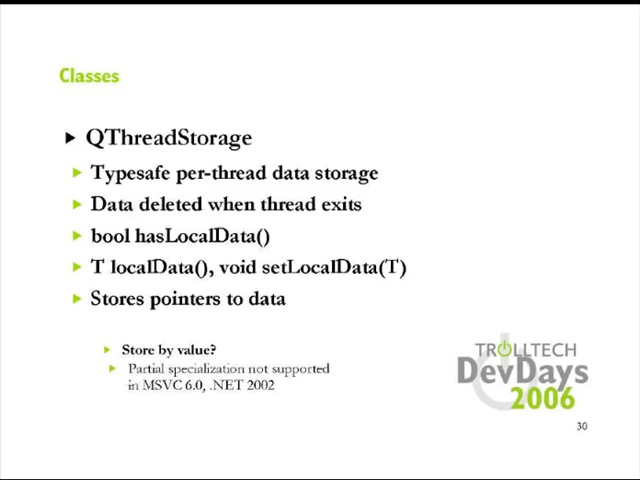 Classes
QThreadStorage
Typesafe per-thread data storage
Data deleted when thread exits
bool hasLocalData()
T localData(), void setLocalData(T)
Stores pointers to data
Store by value?
Partial specialization not supported
in MSVC 6.0, .NET 2002
TROLLTECH
DevDays
2006
30